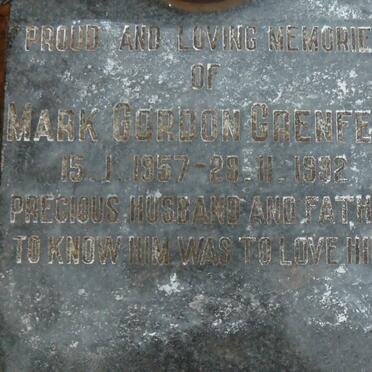 PROUD AND LOVING MEMORIE
OF
MARK GORDON GRENFE
15.1.1957-29.11.1992
PRECIOUS HUSBAND AND FATH
TO KNOW HIM WAS TO LOVE HI